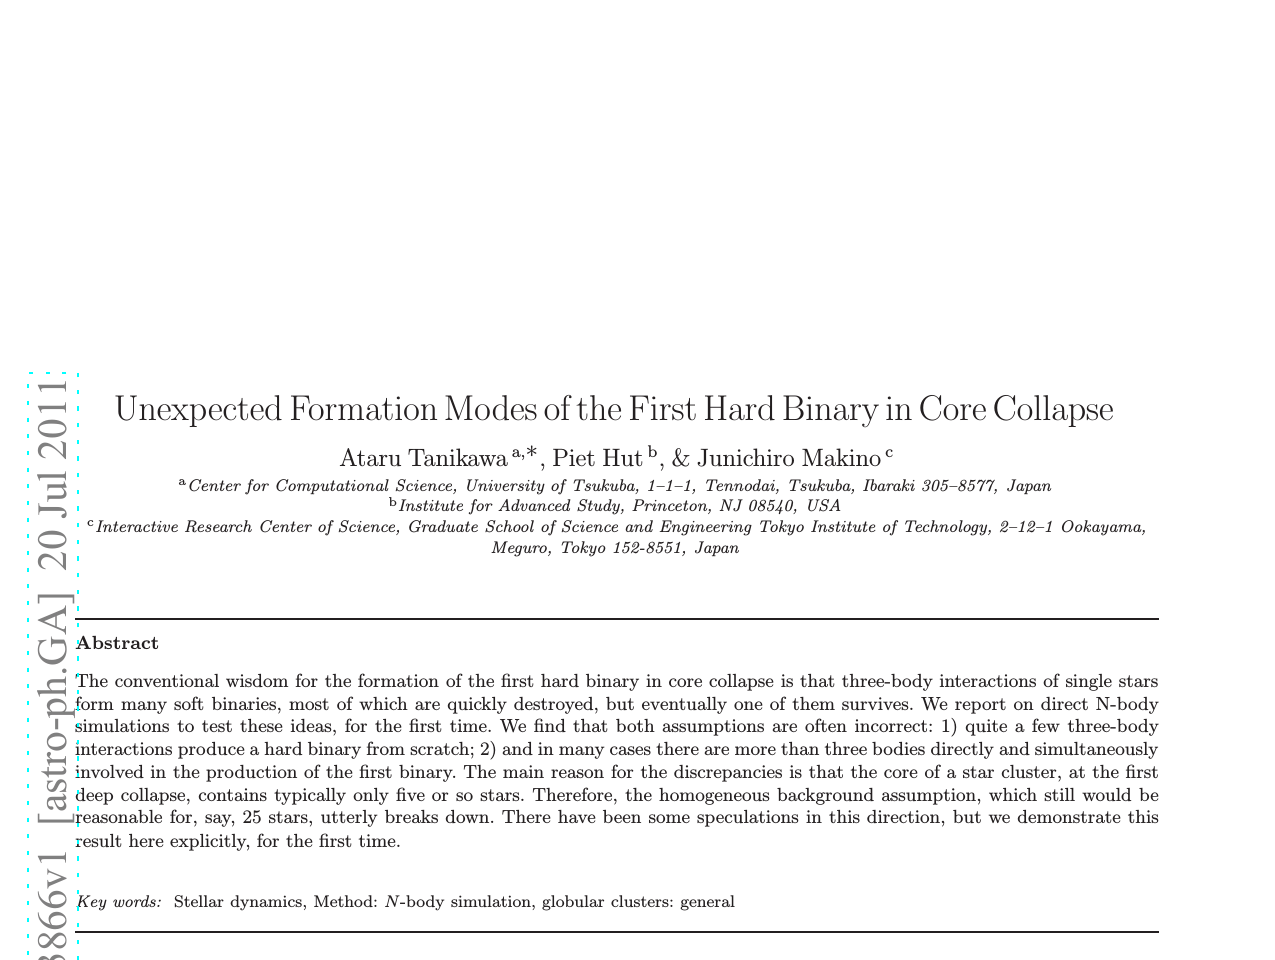 Unexpected Formation Modes of the First Hard Binary in Core Collapse
Ataru Tanikawa a,*, Piet Hut b, & Junichiro Makino c
a Center for Computational Science, University of Tsukuba, 1–1–1, Tennodai, Tsukuba, Ibaraki 305–8577, Japan
b Institute for Advanced Study, Princeton, NJ 08540, USA
c Interactive Research Center of Science, Graduate School of Science and Engineering Tokyo Institute of Technology, 2–12–1 Ookayama,
Meguro, Tokyo 152-8551, Japan
Abstract
The conventional wisdom for the formation of the first hard binary in core collapse is that three-body interactions of single stars
form many soft binaries, most of which are quickly destroyed, but eventually one of them survives. We report on direct N-body
simulations to test these ideas, for the first time. We find that both assumptions are often incorrect: 1) quite a few three-body
interactions produce a hard binary from scratch; 2) and in many cases there are more than three bodies directly and simultaneously
involved in the production of the first binary. The main reason for the discrepancies is that the core of a star cluster, at the first
deep collapse, contains typically only five or so stars. Therefore, the homogeneous background assumption, which still would be
reasonable for, say, 25 stars, utterly breaks down. There have been some speculations in this direction, but we demonstrate this
result here explicitly, for the first time.
Key words: Stellar dynamics, Method: N-body simulation, globular clusters: general
8866v1 [astro-ph.GA] 20 Jul 2011